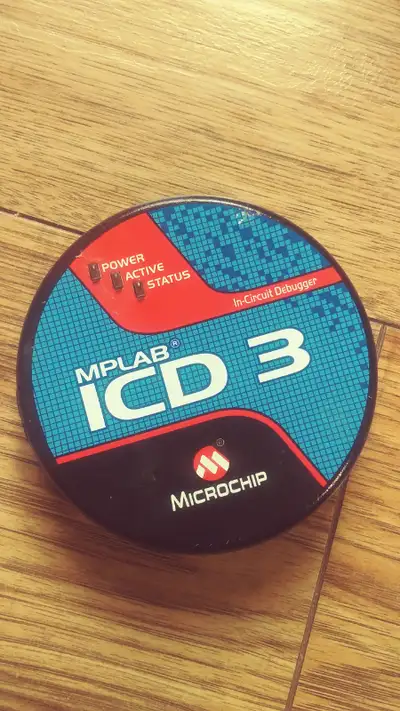 POWER
ACTIVE
STATUS
In-Circuit Debugger
MPLAB®
ICD 3
©
MICROCHIP